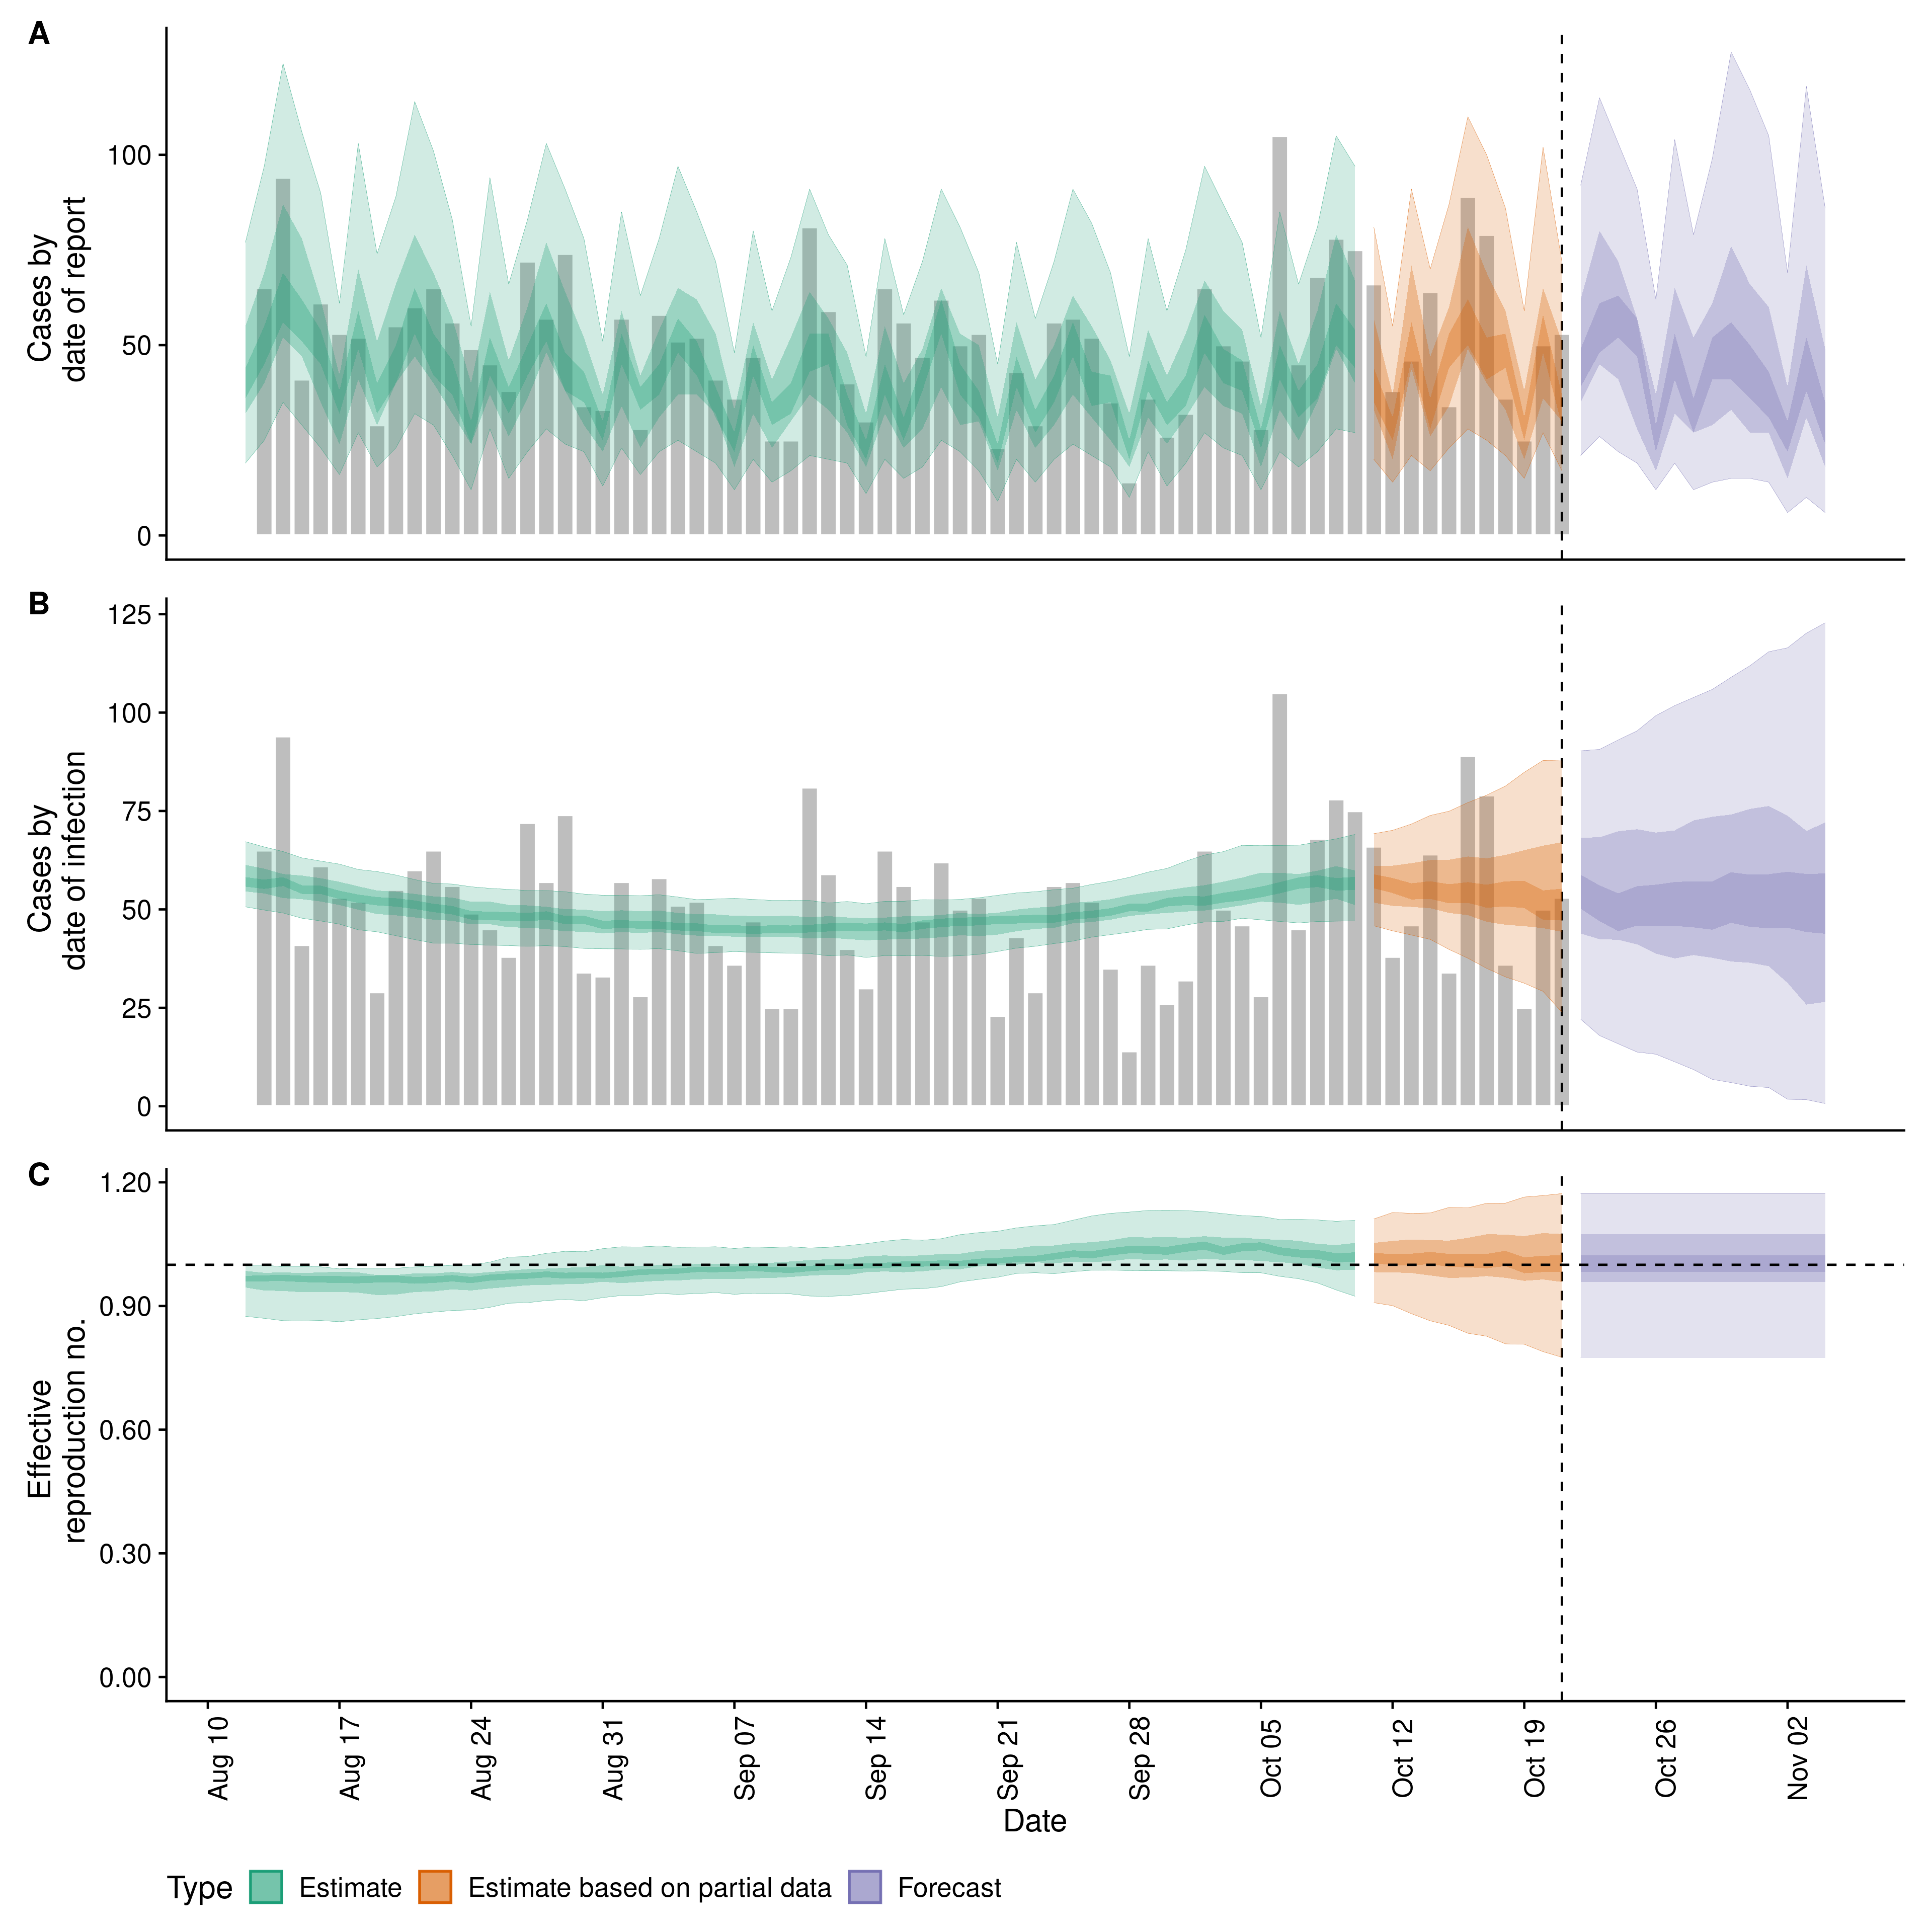 A
Cases by
date of report
100
50
0
B
Cases by
date of infection
125
100
75
50
25
0
C
Effective
reproduction no.
1.20
0.90
0.60
0.30
0.00
Aug 10
Aug 17
Aug 24
Aug 31
Sep 07
Sep 14
Sep 21
Sep 28
Oct 05
Oct 12
Oct 19
Oct 26
Nov 02
Date
Type Estimate Estimate based on partial data Forecast